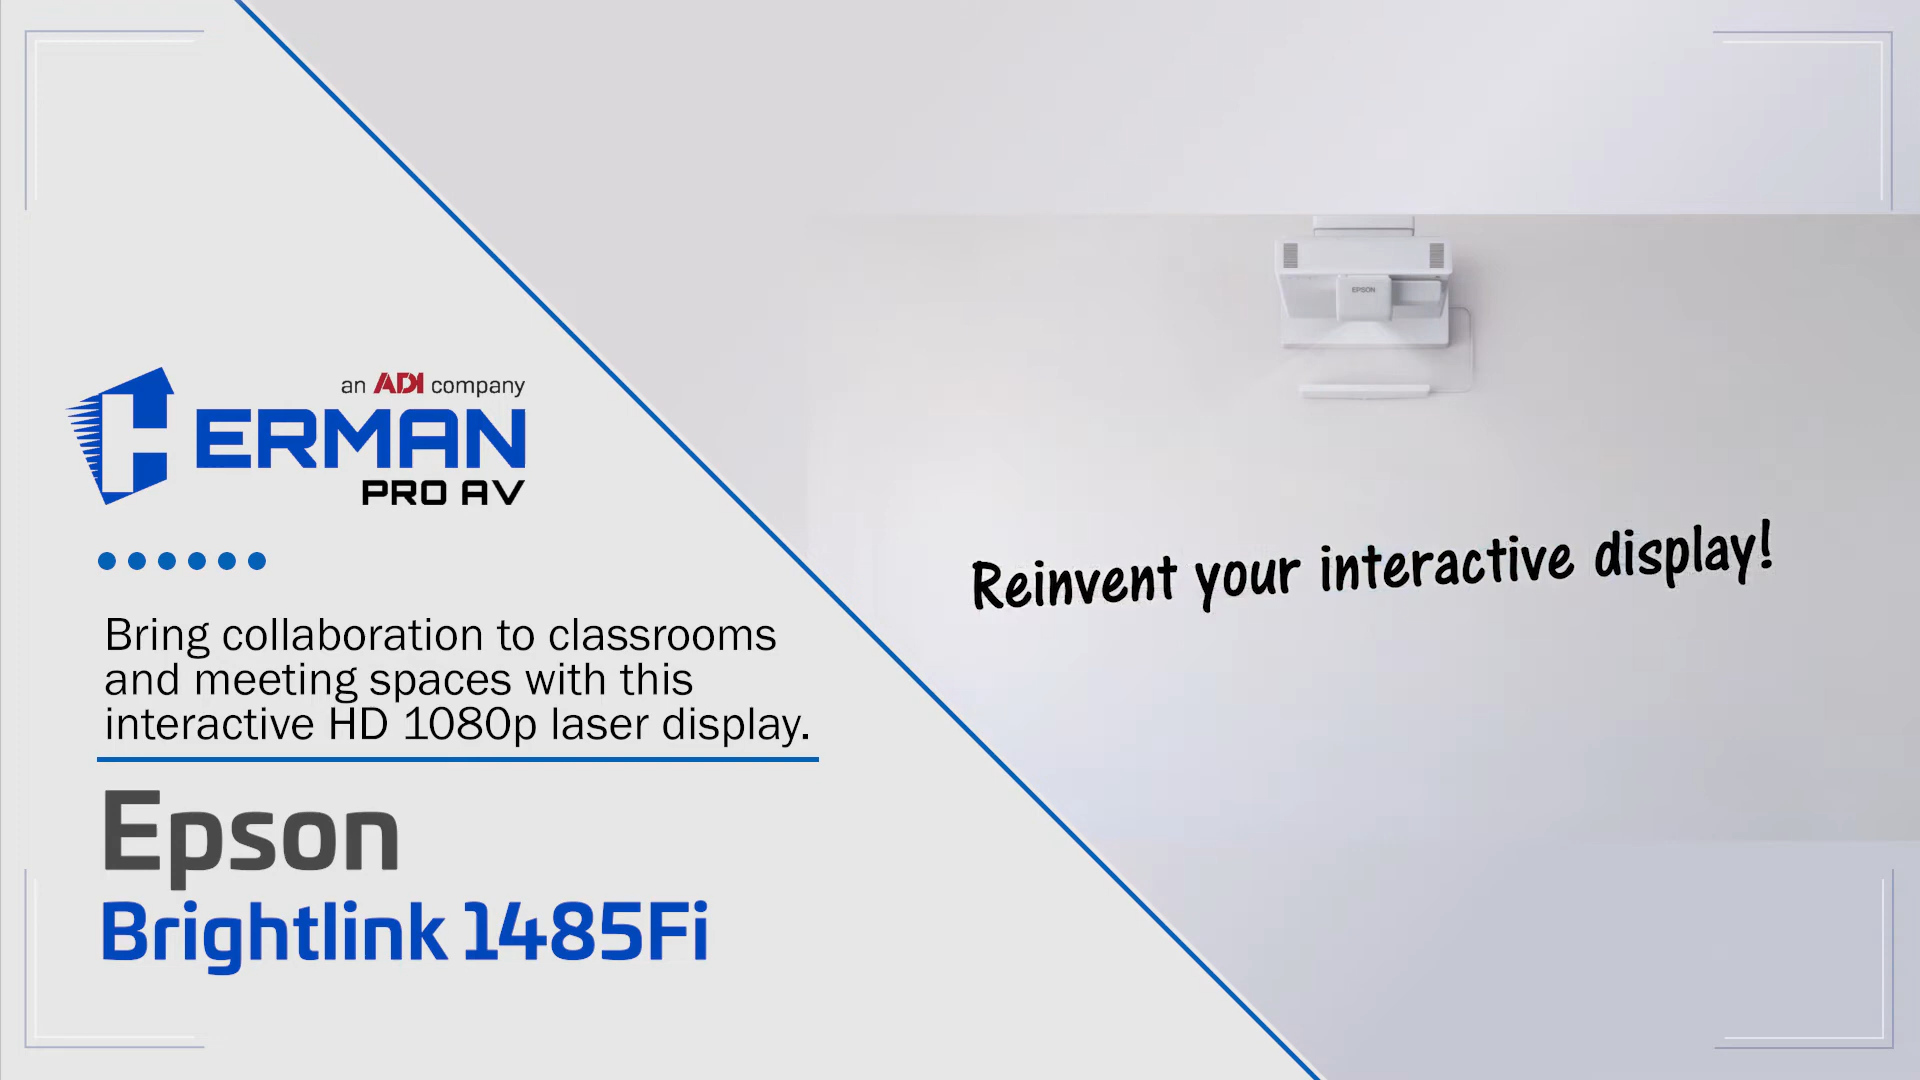 an ADI company
HERMAN
PRO AV
Bring collaboration to classrooms
and meeting spaces with this
interactive HD 1080p laser display.
Epson
Brightlink 1485Fi
EPSON
Reinvent your interactive display!